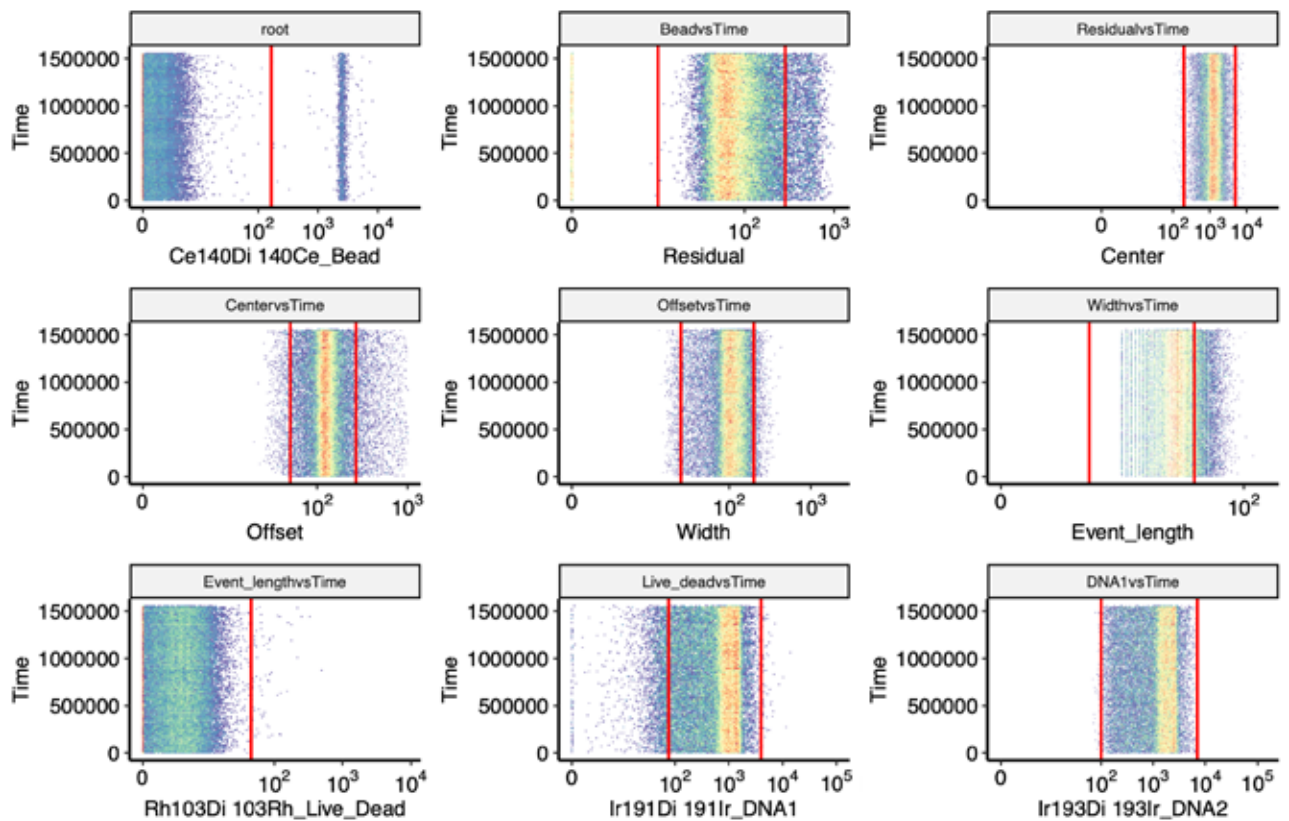 root
Time
1500000
1000000
500000
0
0 10² 10³ 10⁴
Ce140Di 140Ce_Bead
BeadvsTime
Time
1500000
1000000
500000
0
0 10² 10³
Residual
ResidualvsTime
Time
1500000
1000000
500000
0
0 10² 10³ 10⁴
Center
CentervsTime
Time
1500000
1000000
500000
0
0 10² 10³
Offset
OffsetvsTime
Time
1500000
1000000
500000
0
0 10² 10³
Width
WidthvsTime
Time
1500000
1000000
500000
0
0 10²
Event_length
Event_lengthvsTime
Time
1500000
1000000
500000
0
0 10² 10³ 10⁴
Rh103Di 103Rh_Live_Dead
Live_deadvsTime
Time
1500000
1000000
500000
0
0 10² 10³ 10⁴ 10⁵
Ir191Di 191Ir_DNA1
DNA1vsTime
Time
1500000
1000000
500000
0
0 10² 10³ 10⁴ 10⁵
Ir193Di 193Ir_DNA2